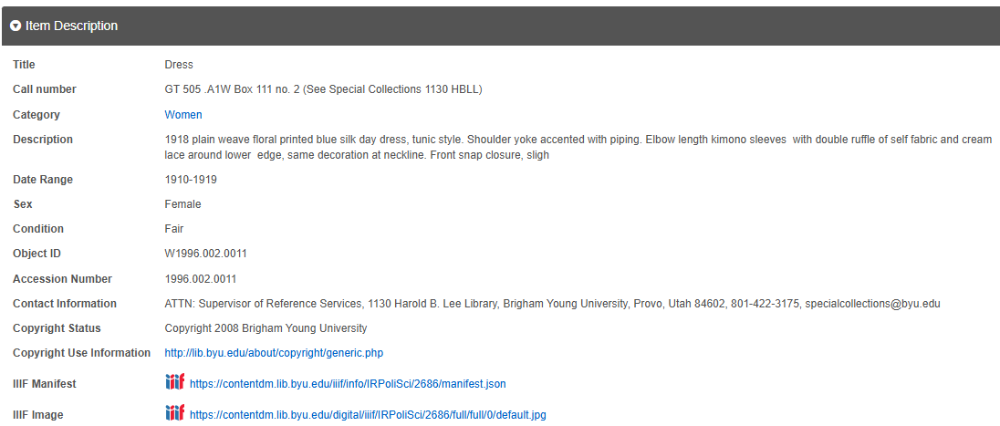 Item Description
Title Dress
Call number GT 505 .A1W Box 111 no. 2 (See Special Collections 1130 HBLL)
Category Women
Description 1918 plain weave floral printed blue silk day dress, tunic style. Shoulder yoke accented with piping. Elbow length kimono sleeves  with double ruffle of self fabric and cream
lace around lower  edge, same decoration at neckline. Front snap closure, sligh
Date Range 1910-1919
Sex Female
Condition Fair
Object ID W1996.002.0011
Accession Number 1996.002.0011
Contact Information ATTN: Supervisor of Reference Services, 1130 Harold B. Lee Library, Brigham Young University, Provo, Utah 84602, 801-422-3175, specialcollections@byu.edu
Copyright Status Copyright 2008 Brigham Young University
Copyright Use Information http://lib.byu.edu/about/copyright/generic.php
IIIF Manifest iiif https://contentdm.lib.byu.edu/iiif/info/IRPoliSci/2686/manifest.json
IIIF Image iiif https://contentdm.lib.byu.edu/digital/iiif/IRPoliSci/2686/full/full/0/default.jpg